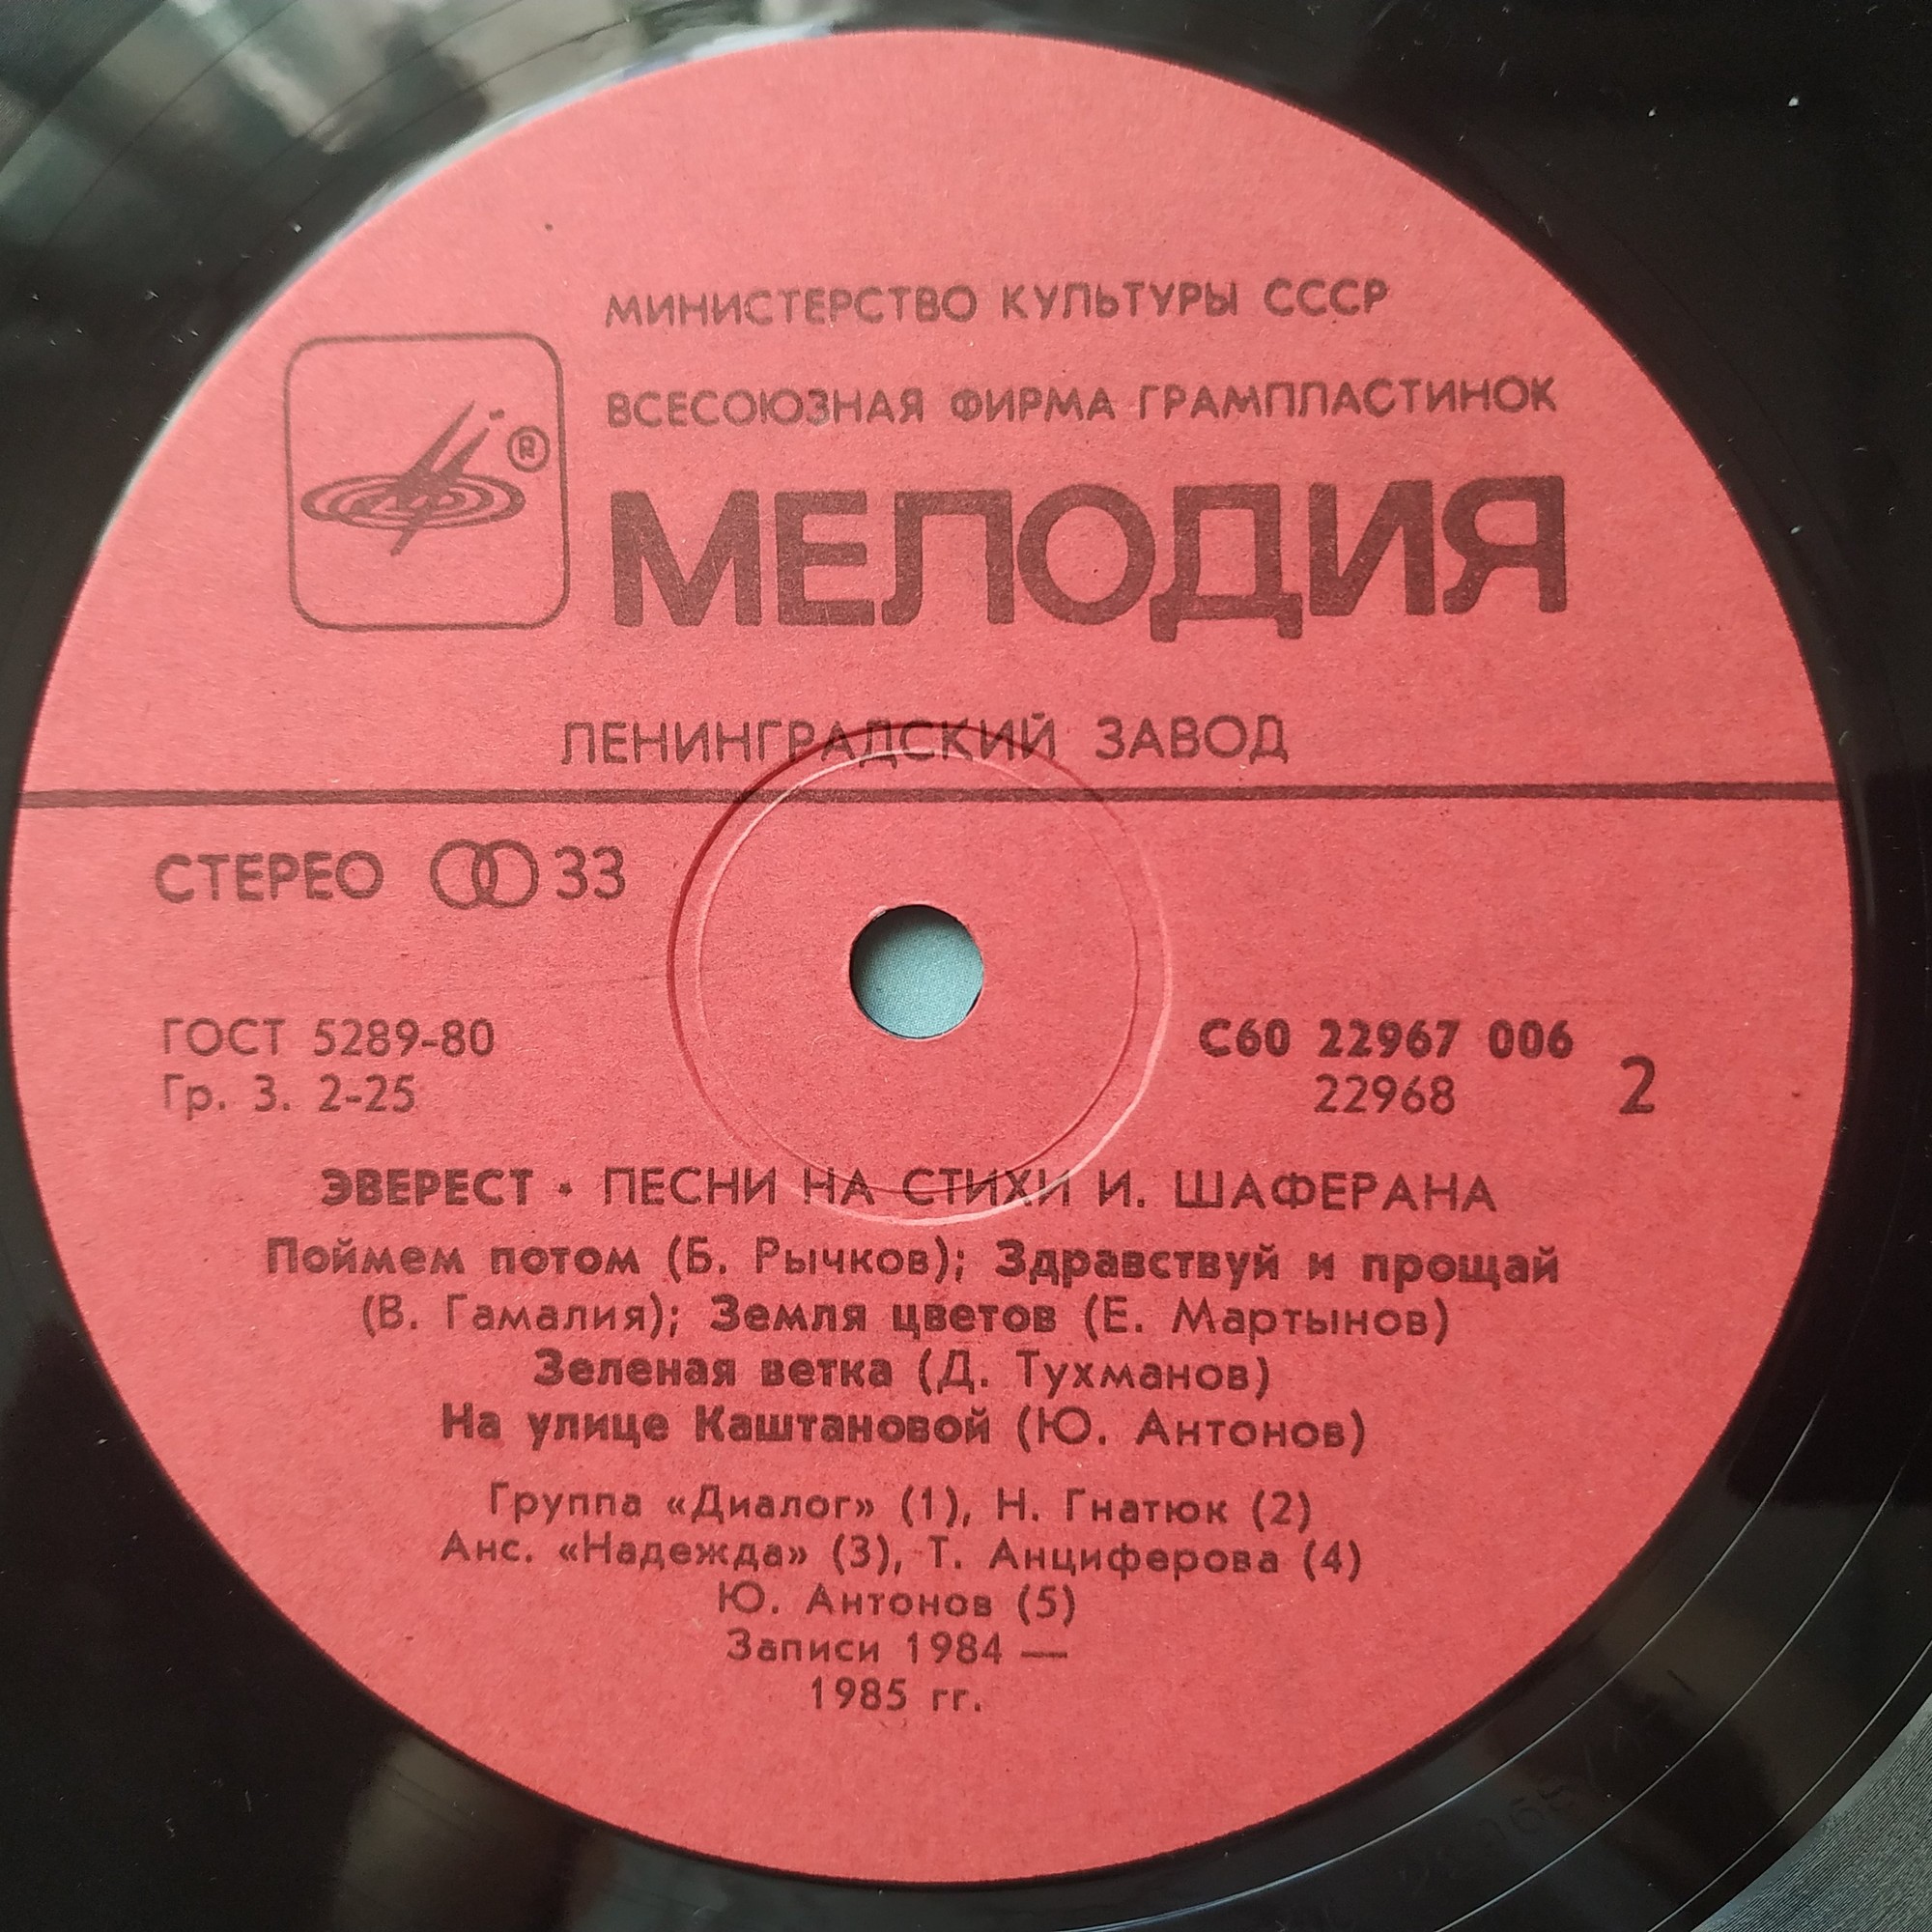 МИНИСТЕРСТВО КУЛЬТУРЫ СССР
ВСЕСОЮЗНАЯ ФИРМА ГРАМПЛАСТИНОК
®
МЕЛОДИЯ
ЛЕНИНГРАДСКИЙ ЗАВОД
СТЕРЕО 33
ГОСТ 5289-80
Гр. 3. 2-25
С60 22967 006
22968
2
ЭВЕРЕСТ · ПЕСНИ НА СТИХИ И. ШАФЕРАНА
Поймем потом (Б. Рычков); Здравствуй и прощай
(В. Гамалия); Земля цветов (Е. Мартынов)
Зеленая ветка (Д. Тухманов)
На улице Каштановой (Ю. Антонов)
Группа «Диалог» (1), Н. Гнатюк (2)
Анс. «Надежда» (3), Т. Анциферова (4)
Ю. Антонов (5)
Записи 1984 —
1985 гг.